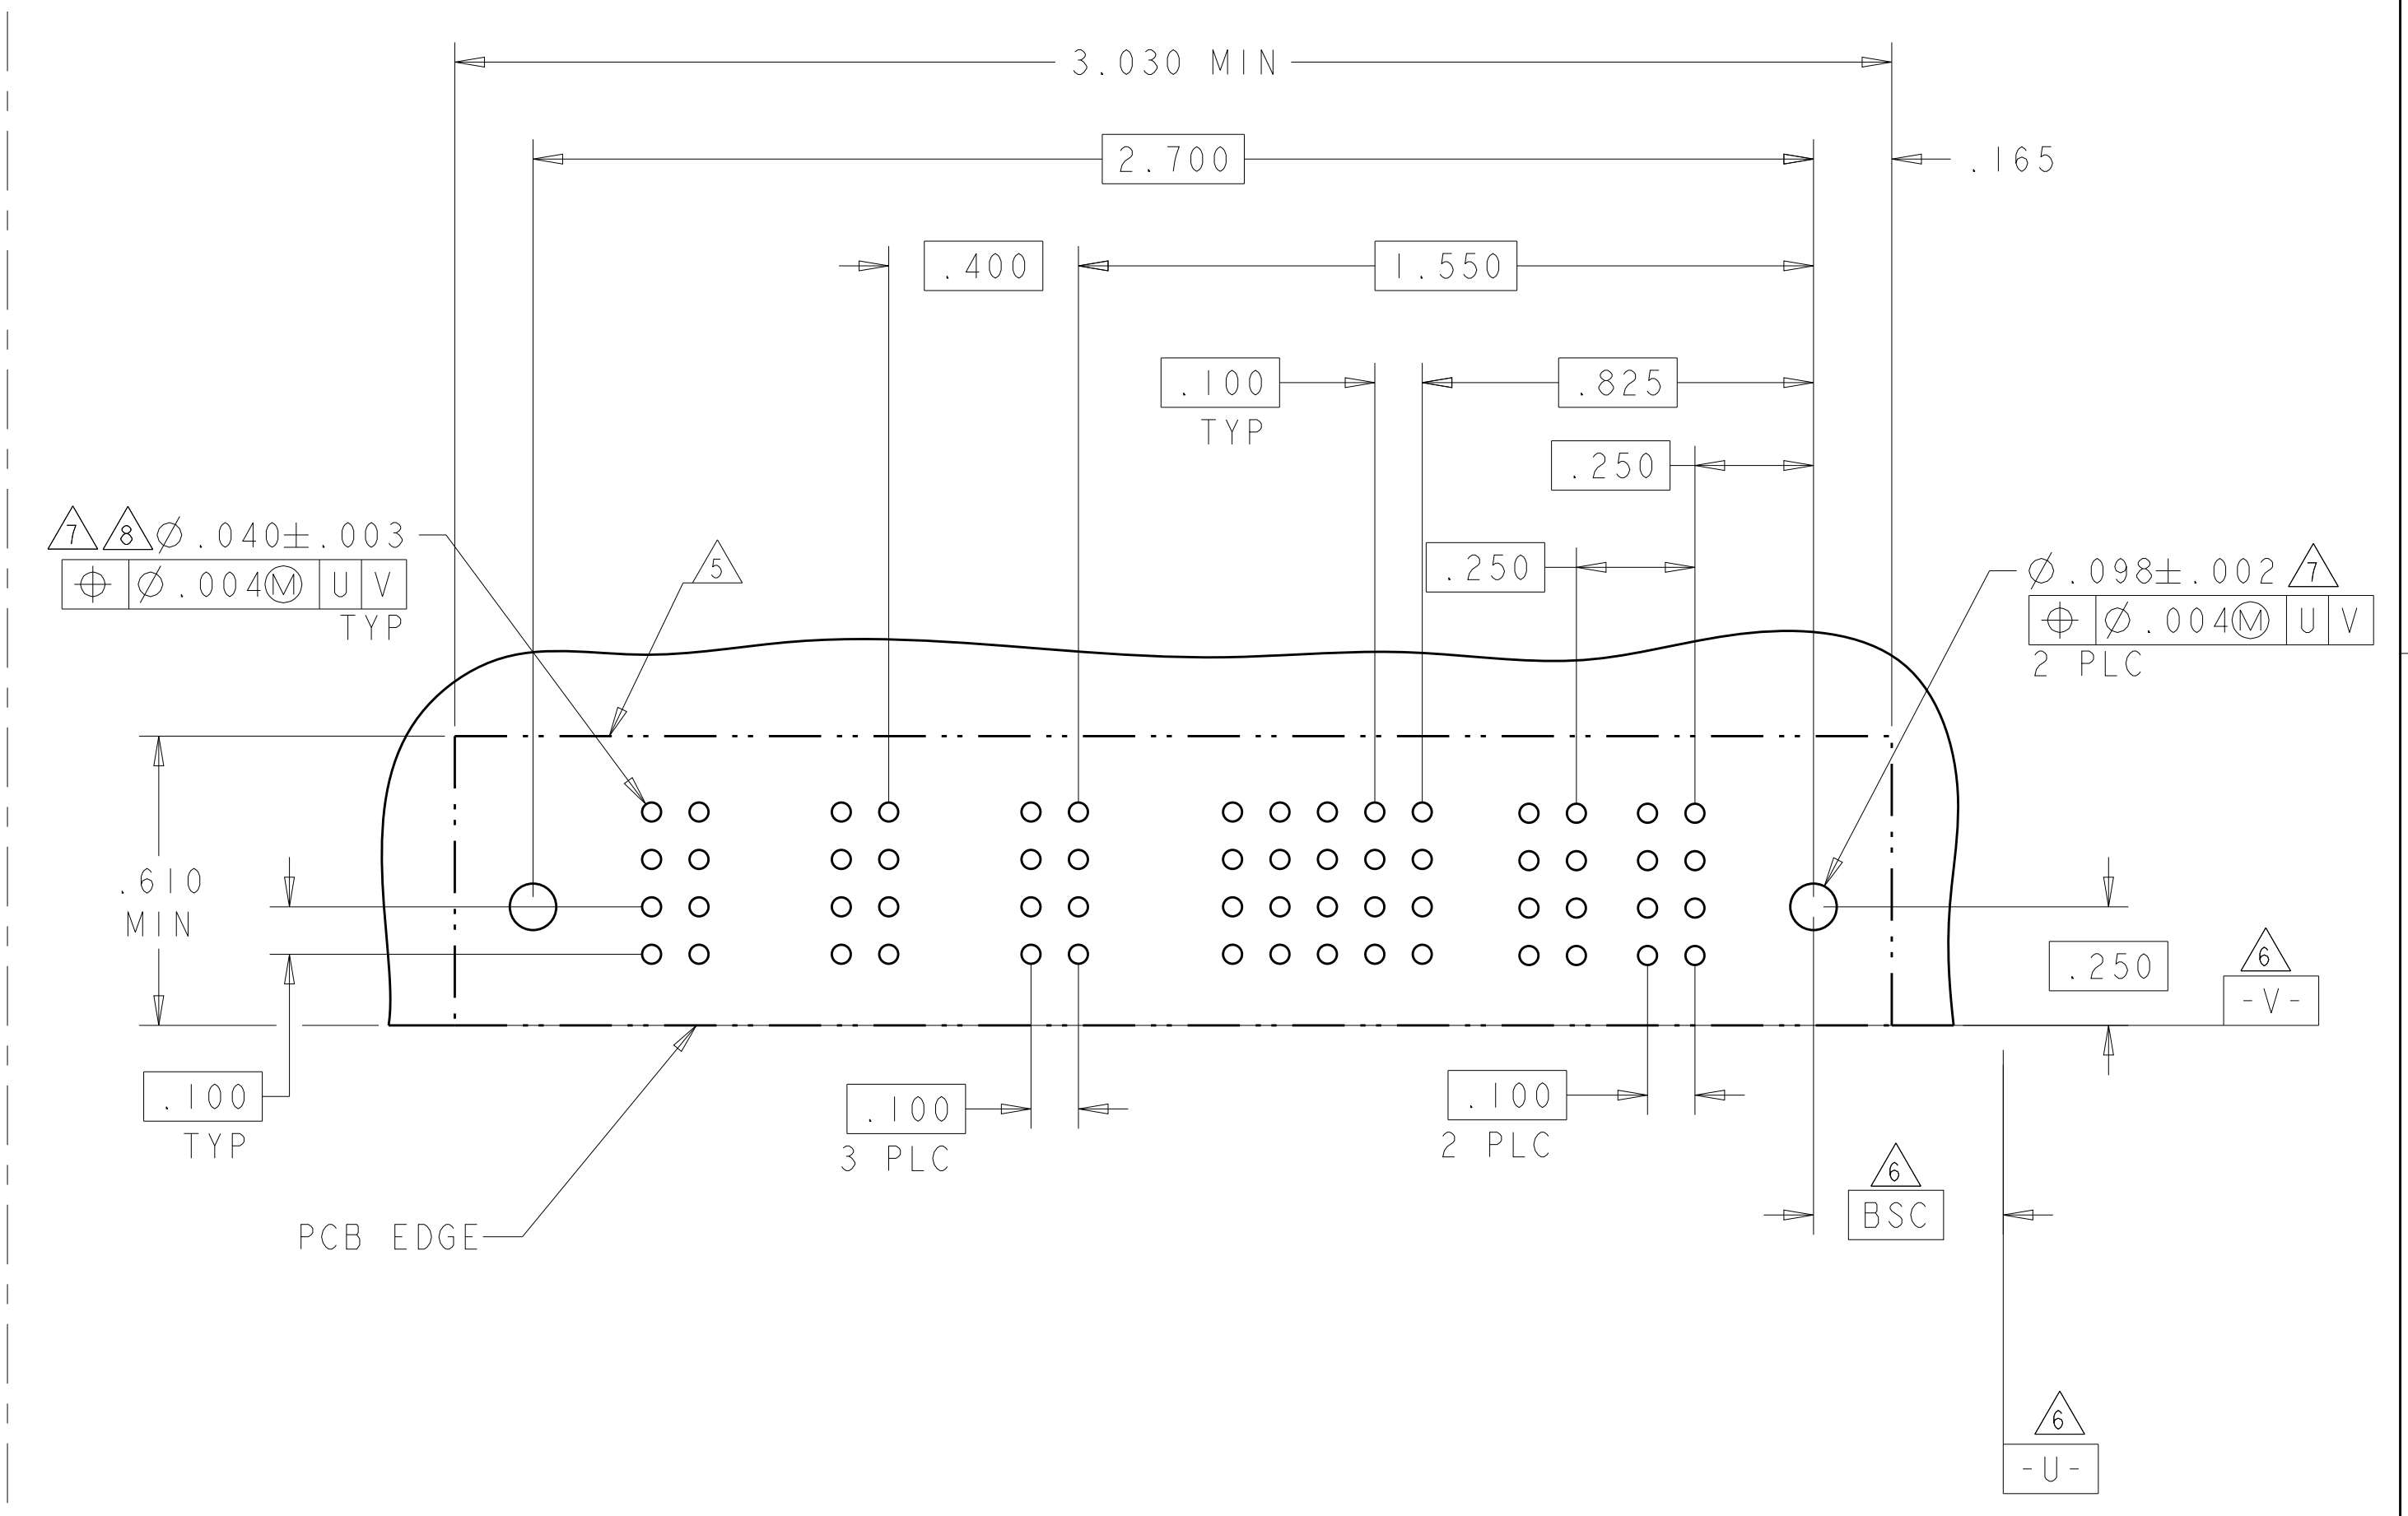 3.030 MIN
2.700
.165
.400
1.550
.100
TYP
.825
.250
.250
7 8 Ø.040±.003
⌖ Ø.004Ⓜ U V
TYP
5
Ø.098±.002 7
⌖ Ø.004Ⓜ U V
2 PLC
.610
MIN
.250
6
-V-
.100
TYP
.100
3 PLC
.100
2 PLC
6
BSC
PCB EDGE
6
-U-